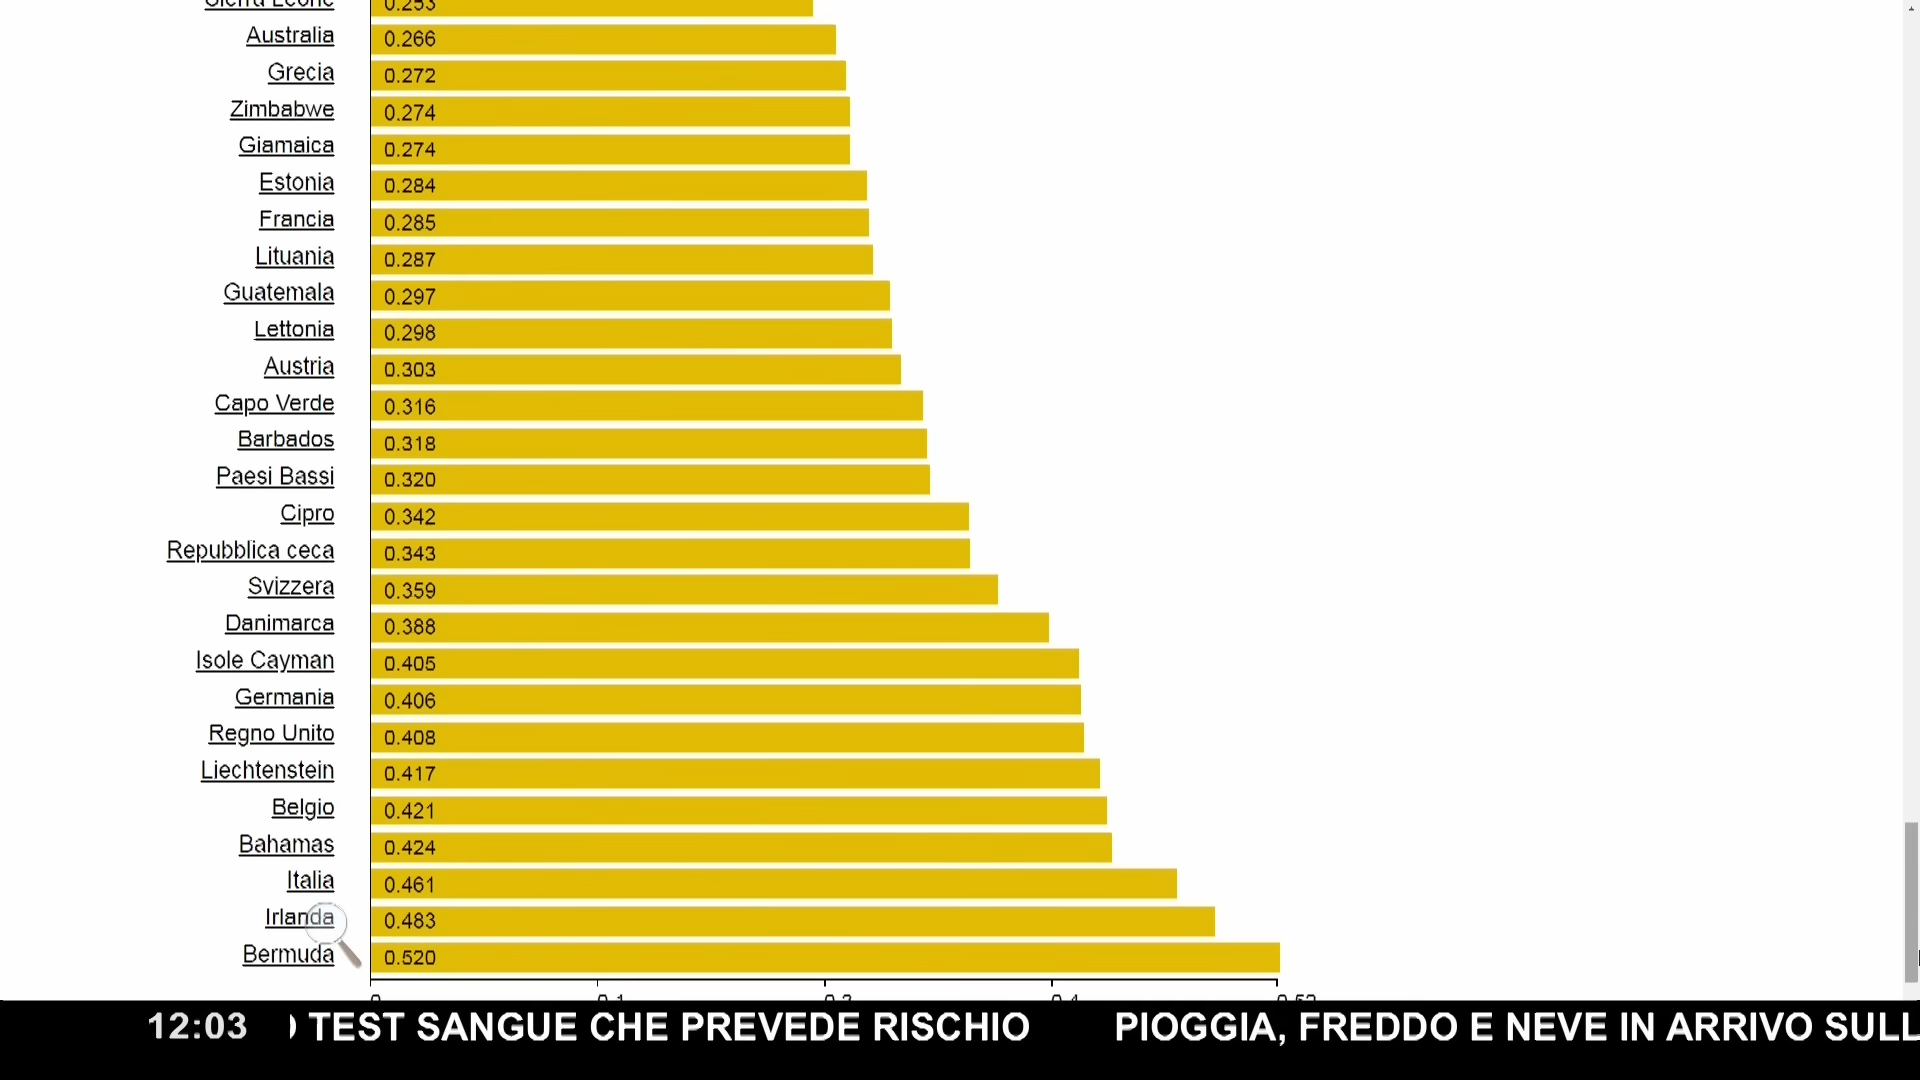 Sierra Leone 0.253
Australia 0.266
Grecia 0.272
Zimbabwe 0.274
Giamaica 0.274
Estonia 0.284
Francia 0.285
Lituania 0.287
Guatemala 0.297
Lettonia 0.298
Austria 0.303
Capo Verde 0.316
Barbados 0.318
Paesi Bassi 0.320
Cipro 0.342
Repubblica ceca 0.343
Svizzera 0.359
Danimarca 0.388
Isole Cayman 0.405
Germania 0.406
Regno Unito 0.408
Liechtenstein 0.417
Belgio 0.421
Bahamas 0.424
Italia 0.461
Irlanda 0.483
Bermuda 0.520
12:03 TEST SANGUE CHE PREVEDE RISCHIO PIOGGIA, FREDDO E NEVE IN ARRIVO SULL